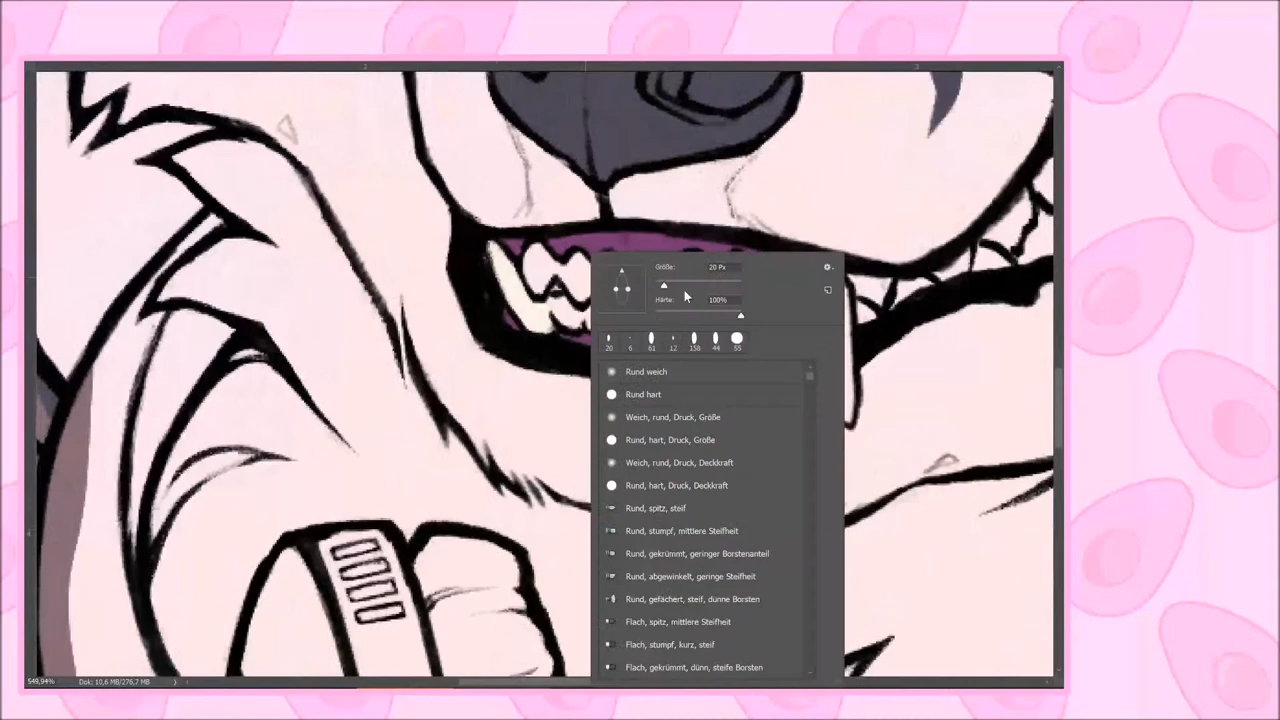 2
3
Größe:
20 Px
Härte:
100%
20 6 61 12 158 44 55
Rund weich
Rund hart
Weich, rund, Druck, Größe
Rund, hart, Druck, Größe
Weich, rund, Druck, Deckkraft
Rund, hart, Druck, Deckkraft
Rund, spitz, steif
Rund, stumpf, mittlere Steifheit
Rund, gekrümmt, geringer Borstenanteil
Rund, abgewinkelt, geringe Steifheit
Rund, gefächert, steif, dünne Borsten
Flach, spitz, mittlere Steifheit
Flach, stumpf, kurz, steif
Flach, gekrümmt, dünn, steife Borsten
549,94%
Dok: 10,6 MB/276,7 MB